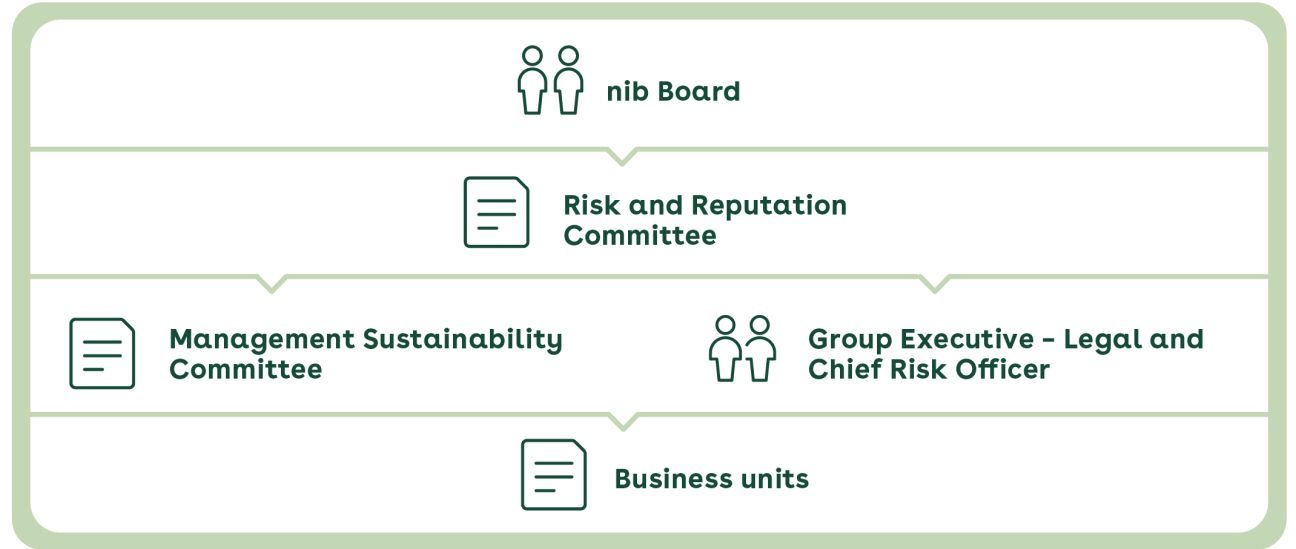 nib Board
Risk and Reputation
Committee
Management Sustainability
Committee
Group Executive – Legal and
Chief Risk Officer
Business units